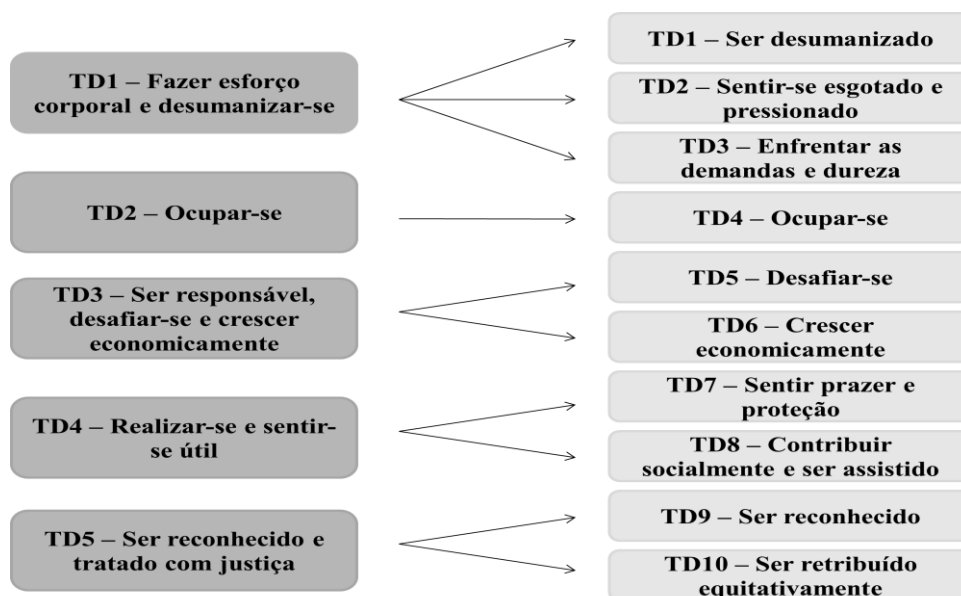 TD1 – Fazer esforço
corporal e desumanizar-se
TD2 – Ocupar-se
TD3 – Ser responsável,
desafiar-se e crescer
economicamente
TD4 – Realizar-se e sentir-
se útil
TD5 – Ser reconhecido e
tratado com justiça
TD1 – Ser desumanizado
TD2 – Sentir-se esgotado e
pressionado
TD3 – Enfrentar as
demandas e dureza
TD4 – Ocupar-se
TD5 – Desafiar-se
TD6 – Crescer
economicamente
TD7 – Sentir prazer e
proteção
TD8 – Contribuir
socialmente e ser assistido
TD9 – Ser reconhecido
TD10 – Ser retribuído
equitativamente